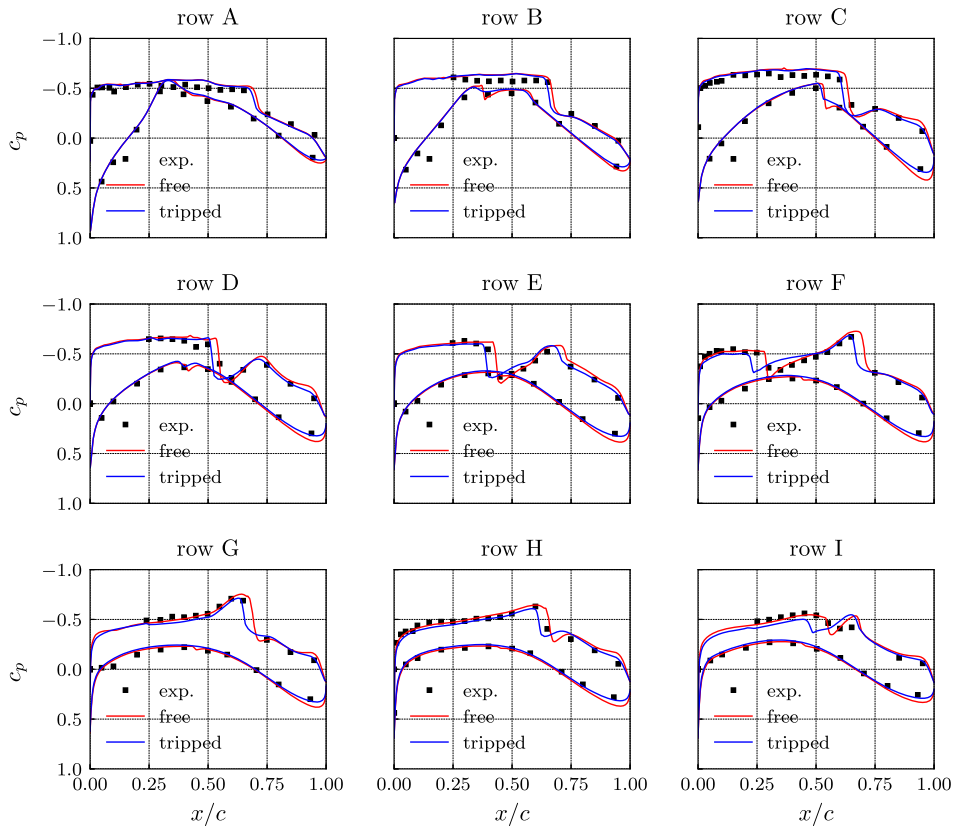 row A
row B
row C
−1.0
−0.5
0.0
0.5
1.0
c_p
exp.
free
tripped
exp.
free
tripped
exp.
free
tripped
row D
row E
row F
−1.0
−0.5
0.0
0.5
1.0
c_p
exp.
free
tripped
exp.
free
tripped
exp.
free
tripped
row G
row H
row I
−1.0
−0.5
0.0
0.5
1.0
c_p
exp.
free
tripped
exp.
free
tripped
exp.
free
tripped
0.00 0.25 0.50 0.75 1.00
0.00 0.25 0.50 0.75 1.00
0.00 0.25 0.50 0.75 1.00
x/c
x/c
x/c